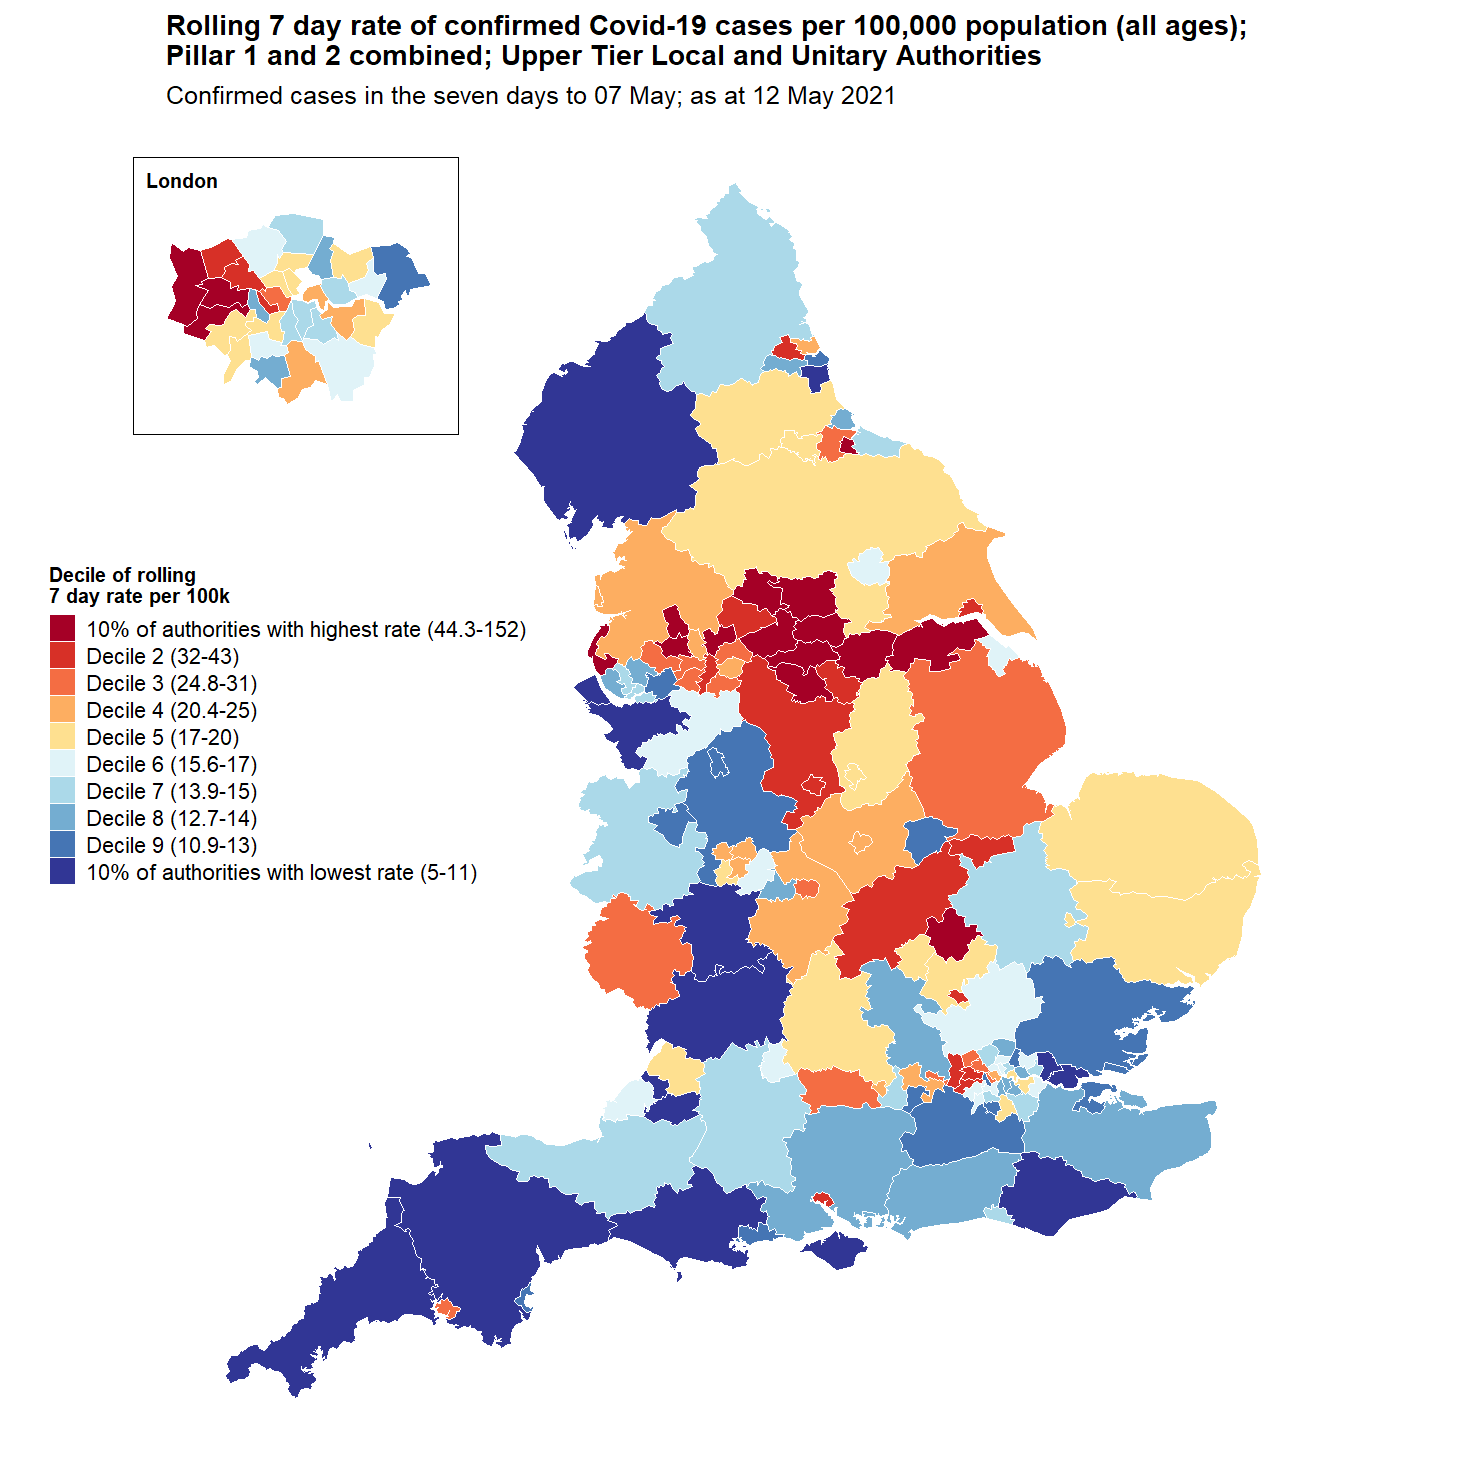 Rolling 7 day rate of confirmed Covid-19 cases per 100,000 population (all ages);
Pillar 1 and 2 combined; Upper Tier Local and Unitary Authorities
Confirmed cases in the seven days to 07 May; as at 12 May 2021
London
Decile of rolling
7 day rate per 100k
10% of authorities with highest rate (44.3-152)
Decile 2 (32-43)
Decile 3 (24.8-31)
Decile 4 (20.4-25)
Decile 5 (17-20)
Decile 6 (15.6-17)
Decile 7 (13.9-15)
Decile 8 (12.7-14)
Decile 9 (10.9-13)
10% of authorities with lowest rate (5-11)